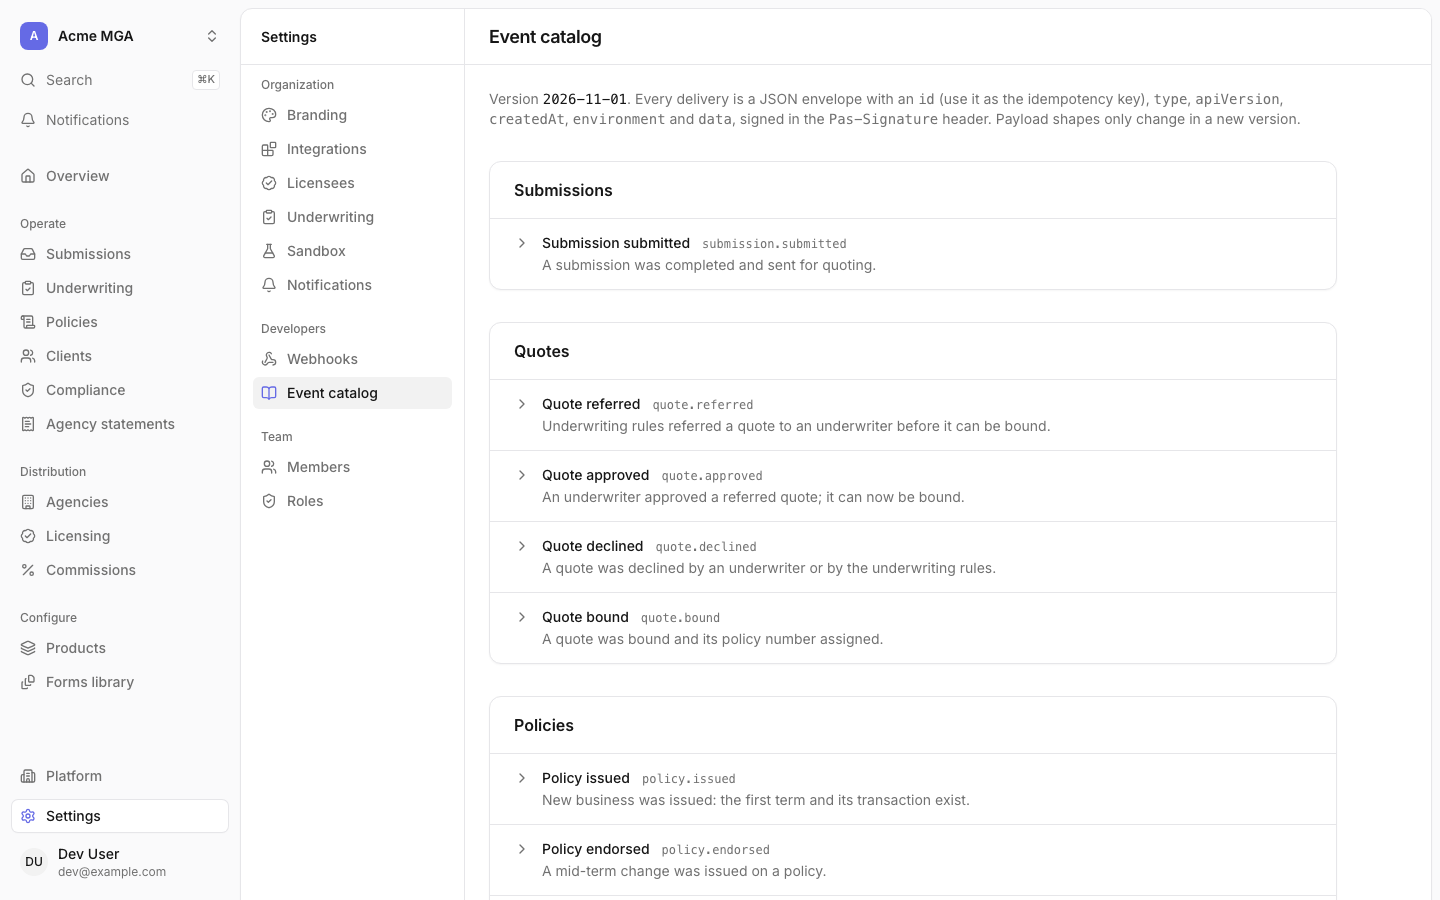 A
Acme MGA
Search
⌘K
Notifications
Overview
Operate
Submissions
Underwriting
Policies
Clients
Compliance
Agency statements
Distribution
Agencies
Licensing
Commissions
Configure
Products
Forms library
Platform
Settings
DU
Dev User
dev@example.com
Settings
Organization
Branding
Integrations
Licensees
Underwriting
Sandbox
Notifications
Developers
Webhooks
Event catalog
Team
Members
Roles
Event catalog
Version 2026-11-01. Every delivery is a JSON envelope with an id (use it as the idempotency key), type, apiVersion,
createdAt, environment and data, signed in the Pas-Signature header. Payload shapes only change in a new version.
Submissions
Submission submitted submission.submitted
A submission was completed and sent for quoting.
Quotes
Quote referred quote.referred
Underwriting rules referred a quote to an underwriter before it can be bound.
Quote approved quote.approved
An underwriter approved a referred quote; it can now be bound.
Quote declined quote.declined
A quote was declined by an underwriter or by the underwriting rules.
Quote bound quote.bound
A quote was bound and its policy number assigned.
Policies
Policy issued policy.issued
New business was issued: the first term and its transaction exist.
Policy endorsed policy.endorsed
A mid-term change was issued on a policy.